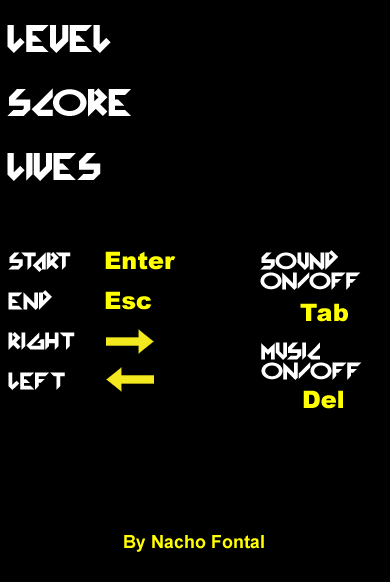 LEVEL
SCORE
LIVES
START Enter
END Esc
RIGHT
LEFT
SOUND
ON/OFF
Tab
MUSIC
ON/OFF
Del
By Nacho Fontal